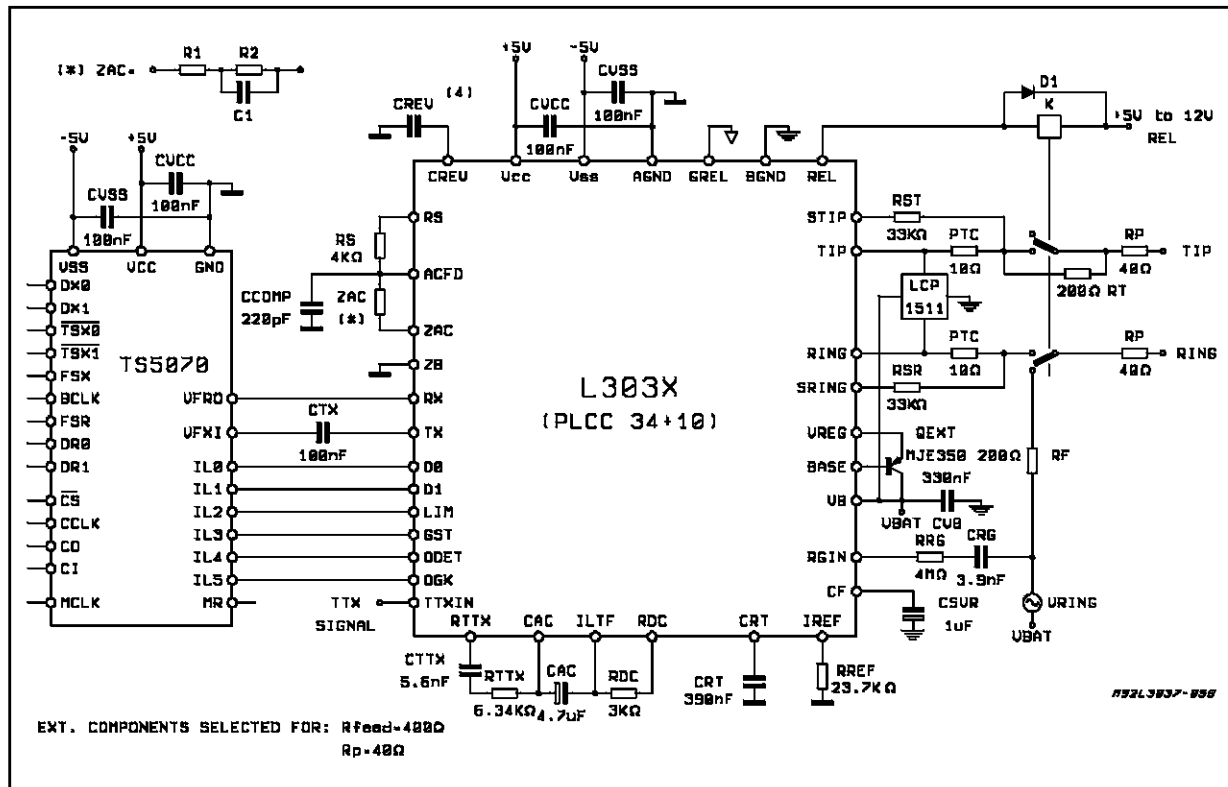 (*) ZAC=
R1
R2
C1
-5V
+5V
CVCC
100nF
CVSS
100nF
VSS
VCC
GND
DX0
DX1
TSX0
TSX1
FSX
BCLK
FSR
DR0
DR1
CS
CCLK
CO
CI
MCLK
TS5070
VFRO
VFXI
IL0
IL1
IL2
IL3
IL4
IL5
MR
CTX
100nF
TTX
SIGNAL
+5V
-5V
CREV
(4)
CVSS
100nF
CVCC
100nF
CREV
Vcc
Vss
AGND
GREL
BGND
REL
RS
4KΩ
CCOMP
220pF
ZAC
(*)
RS
ACFD
ZAC
ZB
RX
TX
D0
D1
LIM
GST
ODET
OGK
TTXIN
L303X
(PLCC 34+10)
STIP
TIP
RING
SRING
VREG
BASE
VB
RGIN
CF
RTTX
CAC
ILTF
RDC
CRT
IREF
D1
K
+5V to 12V
REL
RST
33KΩ
PTC
10Ω
RP
40Ω
TIP
200Ω RT
LCP
1511
PTC
10Ω
RP
40Ω
RING
RSR
33KΩ
QEXT
MJE350
200Ω
RF
330nF
VBAT
CVB
RRG
4MΩ
CRG
3.9nF
CSVR
1uF
VRING
VBAT
CTTX
5.6nF
RTTX
6.34KΩ
CAC
4.7uF
RDC
3KΩ
CRT
390nF
RREF
23.7KΩ
EXT. COMPONENTS SELECTED FOR: Rfeed=400Ω
Rp=40Ω